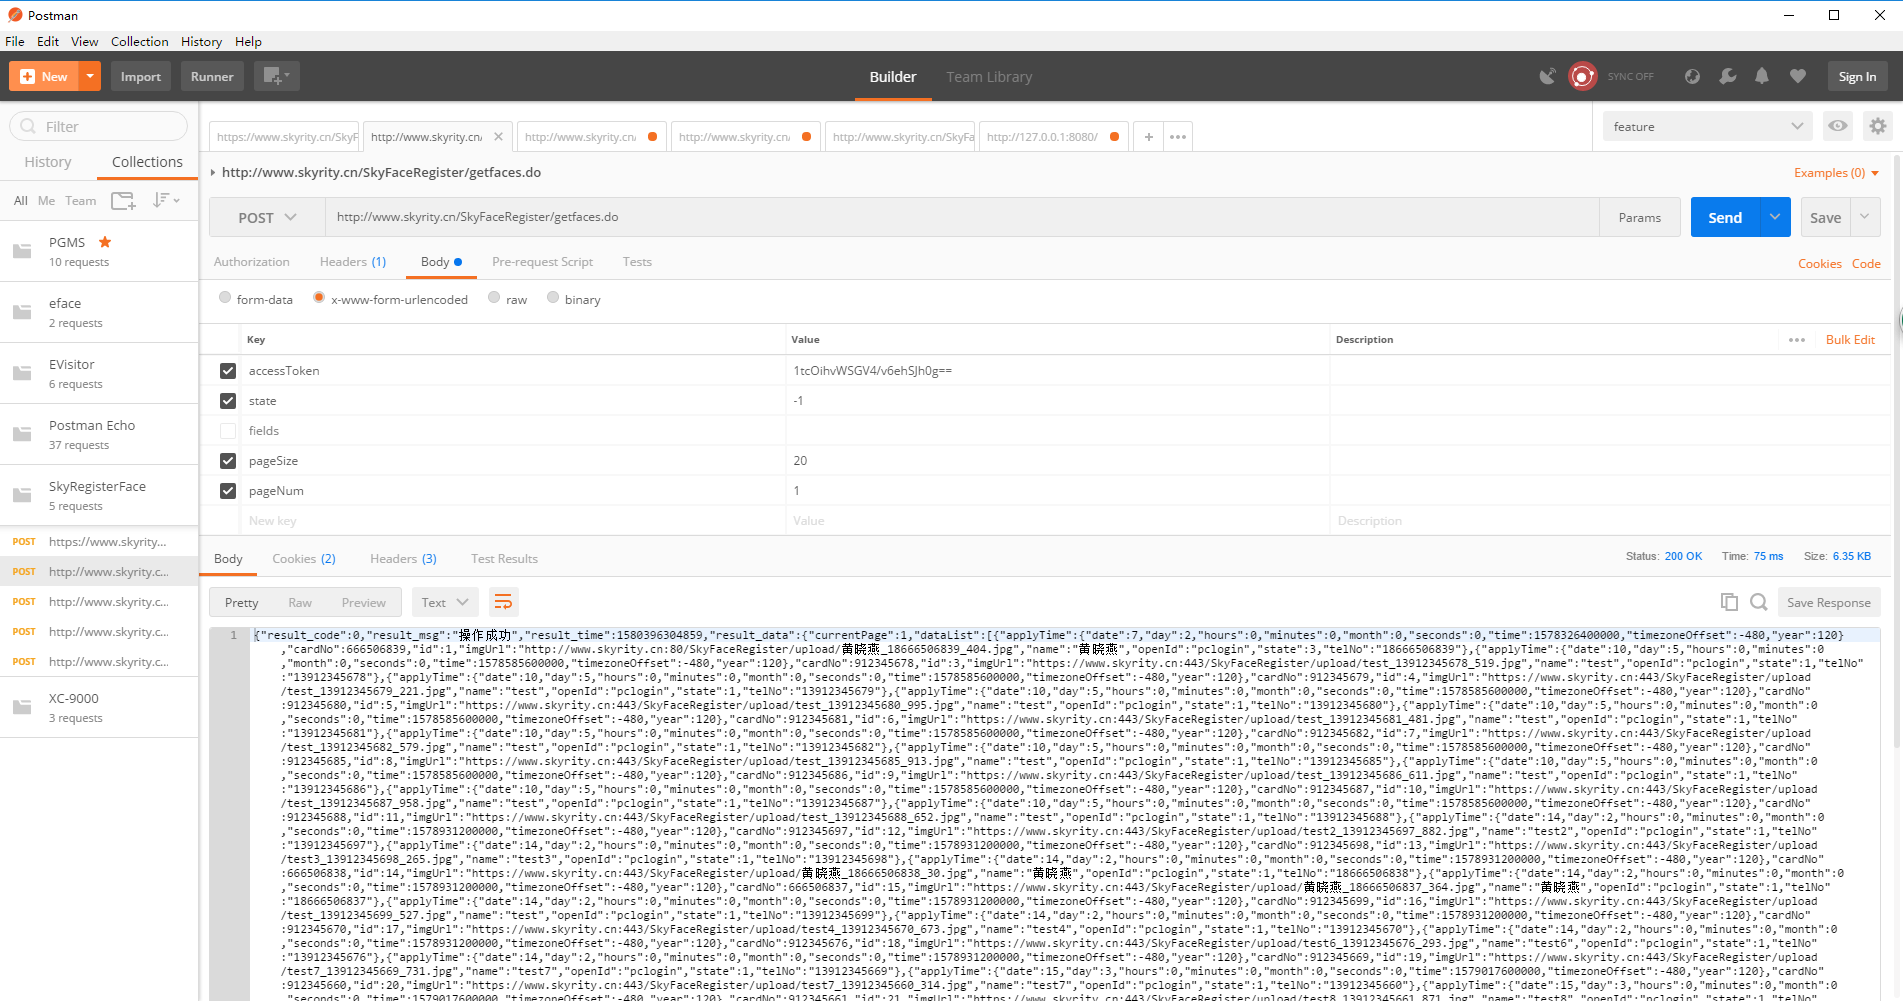 Postman
File Edit View Collection History Help
New Import Runner Builder Team Library SYNC OFF Sign In
Filter
History Collections
All Me Team
PGMS
10 requests
eface
2 requests
EVisitor
6 requests
Postman Echo
37 requests
SkyRegisterFace
5 requests
POST https://www.skyrity...
POST http://www.skyrity.c...
POST http://www.skyrity.c...
POST http://www.skyrity.c...
POST http://www.skyrity.c...
XC-9000
3 requests
https://www.skyrity.cn/SkyF http://www.skyrity.cn/ http://www.skyrity.cn/ http://www.skyrity.cn/ http://www.skyrity.cn/SkyFa http://127.0.0.1:8080/ + ••• feature
http://www.skyrity.cn/SkyFaceRegister/getfaces.do Examples (0)
POST http://www.skyrity.cn/SkyFaceRegister/getfaces.do Params Send Save
Authorization Headers (1) Body Pre-request Script Tests Cookies Code
form-data x-www-form-urlencoded raw binary
Key Value Description ••• Bulk Edit
accessToken 1tcOihvWSGV4/v6ehSJh0g==
state -1
fields
pageSize 20
pageNum 1
New key Value Description
Body Cookies (2) Headers (3) Test Results Status: 200 OK Time: 75 ms Size: 6.35 KB
Pretty Raw Preview Text Save Response
1 {"result_code":0,"result_msg":"操作成功","result_time":1580396304859,"result_data":{"currentPage":1,"dataList":[{"applyTime":{"date":7,"day":2,"hours":0,"minutes":0,"month":0,"seconds":0,"time":1578326400000,"timezoneOffset":-480,"year":120}
,"cardNo":666506839,"id":1,"imgUrl":"http://www.skyrity.cn:80/SkyFaceRegister/upload/黄晓燕_18666506839_404.jpg","name":"黄晓燕","openId":"pclogin","state":3,"telNo":"18666506839"},{"applyTime":{"date":10,"day":5,"hours":0,"minutes":0
,"month":0,"seconds":0,"time":1578585600000,"timezoneOffset":-480,"year":120},"cardNo":912345678,"id":3,"imgUrl":"https://www.skyrity.cn:443/SkyFaceRegister/upload/test_13912345678_519.jpg","name":"test","openId":"pclogin","state":1,"telNo"
:"13912345678"},{"applyTime":{"date":10,"day":5,"hours":0,"minutes":0,"month":0,"seconds":0,"time":1578585600000,"timezoneOffset":-480,"year":120},"cardNo":912345679,"id":4,"imgUrl":"https://www.skyrity.cn:443/SkyFaceRegister/upload
/test_13912345679_221.jpg","name":"test","openId":"pclogin","state":1,"telNo":"13912345679"},{"applyTime":{"date":10,"day":5,"hours":0,"minutes":0,"month":0,"seconds":0,"time":1578585600000,"timezoneOffset":-480,"year":120},"cardNo"
:912345680,"id":5,"imgUrl":"https://www.skyrity.cn:443/SkyFaceRegister/upload/test_13912345680_995.jpg","name":"test","openId":"pclogin","state":1,"telNo":"13912345680"},{"applyTime":{"date":10,"day":5,"hours":0,"minutes":0,"month":0
,"seconds":0,"time":1578585600000,"timezoneOffset":-480,"year":120},"cardNo":912345681,"id":6,"imgUrl":"https://www.skyrity.cn:443/SkyFaceRegister/upload/test_13912345681_481.jpg","name":"test","openId":"pclogin","state":1,"telNo"
:"13912345681"},{"applyTime":{"date":10,"day":5,"hours":0,"minutes":0,"month":0,"seconds":0,"time":1578585600000,"timezoneOffset":-480,"year":120},"cardNo":912345682,"id":7,"imgUrl":"https://www.skyrity.cn:443/SkyFaceRegister/upload
/test_13912345682_579.jpg","name":"test","openId":"pclogin","state":1,"telNo":"13912345682"},{"applyTime":{"date":10,"day":5,"hours":0,"minutes":0,"month":0,"seconds":0,"time":1578585600000,"timezoneOffset":-480,"year":120},"cardNo"
:912345685,"id":8,"imgUrl":"https://www.skyrity.cn:443/SkyFaceRegister/upload/test_13912345685_913.jpg","name":"test","openId":"pclogin","state":1,"telNo":"13912345685"},{"applyTime":{"date":10,"day":5,"hours":0,"minutes":0,"month":0
,"seconds":0,"time":1578585600000,"timezoneOffset":-480,"year":120},"cardNo":912345686,"id":9,"imgUrl":"https://www.skyrity.cn:443/SkyFaceRegister/upload/test_13912345686_611.jpg","name":"test","openId":"pclogin","state":1,"telNo"
:"13912345686"},{"applyTime":{"date":10,"day":5,"hours":0,"minutes":0,"month":0,"seconds":0,"time":1578585600000,"timezoneOffset":-480,"year":120},"cardNo":912345687,"id":10,"imgUrl":"https://www.skyrity.cn:443/SkyFaceRegister/upload
/test_13912345687_958.jpg","name":"test","openId":"pclogin","state":1,"telNo":"13912345687"},{"applyTime":{"date":10,"day":5,"hours":0,"minutes":0,"month":0,"seconds":0,"time":1578585600000,"timezoneOffset":-480,"year":120},"cardNo"
:912345688,"id":11,"imgUrl":"https://www.skyrity.cn:443/SkyFaceRegister/upload/test_13912345688_652.jpg","name":"test","openId":"pclogin","state":1,"telNo":"13912345688"},{"applyTime":{"date":14,"day":2,"hours":0,"minutes":0,"month":0
,"seconds":0,"time":1578931200000,"timezoneOffset":-480,"year":120},"cardNo":912345697,"id":12,"imgUrl":"https://www.skyrity.cn:443/SkyFaceRegister/upload/test2_13912345697_882.jpg","name":"test2","openId":"pclogin","state":1,"telNo"
:"13912345697"},{"applyTime":{"date":14,"day":2,"hours":0,"minutes":0,"month":0,"seconds":0,"time":1578931200000,"timezoneOffset":-480,"year":120},"cardNo":912345698,"id":13,"imgUrl":"https://www.skyrity.cn:443/SkyFaceRegister/upload
/test3_13912345698_265.jpg","name":"test3","openId":"pclogin","state":1,"telNo":"13912345698"},{"applyTime":{"date":14,"day":2,"hours":0,"minutes":0,"month":0,"seconds":0,"time":1578931200000,"timezoneOffset":-480,"year":120},"cardNo"
:666506838,"id":14,"imgUrl":"https://www.skyrity.cn:443/SkyFaceRegister/upload/黄晓燕_18666506838_30.jpg","name":"黄晓燕","openId":"pclogin","state":1,"telNo":"18666506838"},{"applyTime":{"date":14,"day":2,"hours":0,"minutes":0,"month":0
,"seconds":0,"time":1578931200000,"timezoneOffset":-480,"year":120},"cardNo":666506837,"id":15,"imgUrl":"https://www.skyrity.cn:443/SkyFaceRegister/upload/黄晓燕_18666506837_364.jpg","name":"黄晓燕","openId":"pclogin","state":1,"telNo"
:"18666506837"},{"applyTime":{"date":14,"day":2,"hours":0,"minutes":0,"month":0,"seconds":0,"time":1578931200000,"timezoneOffset":-480,"year":120},"cardNo":912345699,"id":16,"imgUrl":"https://www.skyrity.cn:443/SkyFaceRegister/upload
/test_13912345699_527.jpg","name":"test","openId":"pclogin","state":1,"telNo":"13912345699"},{"applyTime":{"date":14,"day":2,"hours":0,"minutes":0,"month":0,"seconds":0,"time":1578931200000,"timezoneOffset":-480,"year":120},"cardNo"
:912345670,"id":17,"imgUrl":"https://www.skyrity.cn:443/SkyFaceRegister/upload/test4_13912345670_673.jpg","name":"test4","openId":"pclogin","state":1,"telNo":"13912345670"},{"applyTime":{"date":14,"day":2,"hours":0,"minutes":0,"month":0
,"seconds":0,"time":1578931200000,"timezoneOffset":-480,"year":120},"cardNo":912345676,"id":18,"imgUrl":"https://www.skyrity.cn:443/SkyFaceRegister/upload/test6_13912345676_293.jpg","name":"test6","openId":"pclogin","state":1,"telNo"
:"13912345676"},{"applyTime":{"date":14,"day":2,"hours":0,"minutes":0,"month":0,"seconds":0,"time":1578931200000,"timezoneOffset":-480,"year":120},"cardNo":912345669,"id":19,"imgUrl":"https://www.skyrity.cn:443/SkyFaceRegister/upload
/test7_13912345669_731.jpg","name":"test7","openId":"pclogin","state":1,"telNo":"13912345669"},{"applyTime":{"date":15,"day":3,"hours":0,"minutes":0,"month":0,"seconds":0,"time":1579017600000,"timezoneOffset":-480,"year":120},"cardNo"
:912345660,"id":20,"imgUrl":"https://www.skyrity.cn:443/SkyFaceRegister/upload/test7_13912345660_314.jpg","name":"test7","openId":"pclogin","state":1,"telNo":"13912345660"},{"applyTime":{"date":15,"day":3,"hours":0,"minutes":0,"month":0
,"seconds":0,"time":1579017600000,"timezoneOffset":-480,"year":120},"cardNo":912345661,"id":21,"imgUrl":"https://www.skyrity.cn:443/SkyFaceRegister/upload/test8_13912345661_871.jpg","name":"test8","openId":"pclogin","state":1,"telNo"